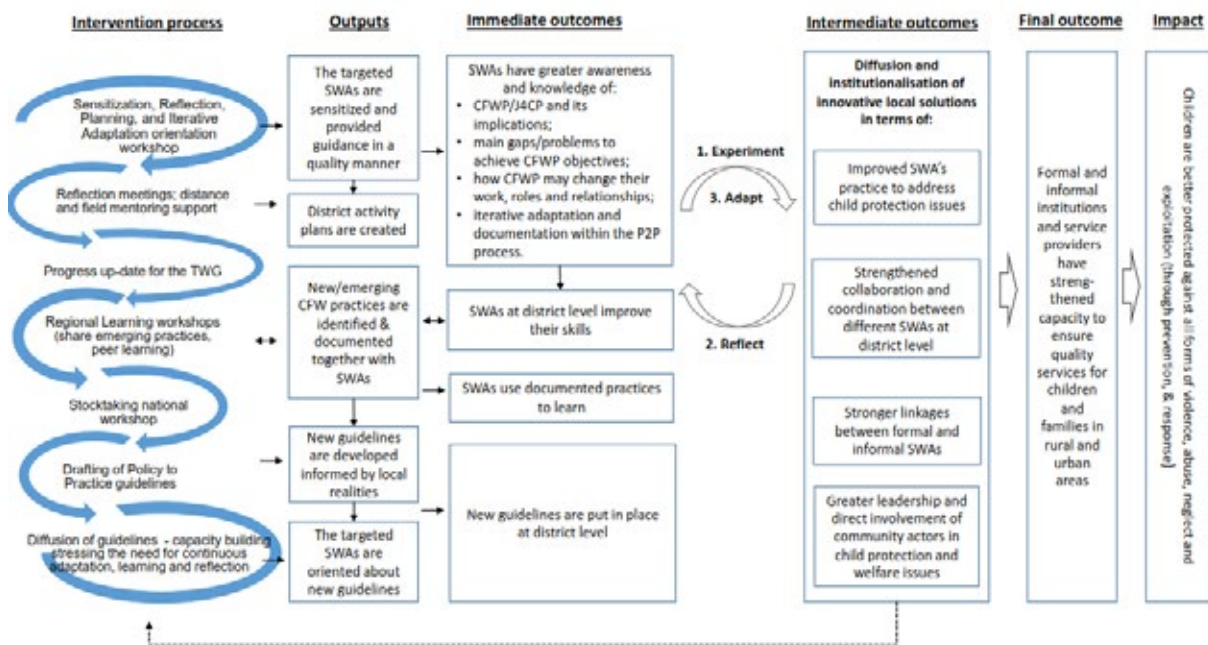 Intervention process
Outputs
Immediate outcomes
Intermediate outcomes
Final outcome
Impact
Sensitization, Reflection,
Planning, and Iterative
Adaptation orientation
workshop
Reflection meetings; distance
and field mentoring support
Progress up-date for the TWG
Regional Learning workshops
(share emerging practices,
peer learning)
Stocktaking national
workshop
Drafting of Policy to
Practice guidelines
Diffusion of guidelines - capacity building
stressing the need for continuous
adaptation, learning and reflection
The targeted
SWAs are
sensitized and
provided
guidance in a
quality manner
District activity
plans are created
New/emerging
CFW practices are
identified &
documented
together with
SWAs
New guidelines
are developed
informed by local
realities
The targeted
SWAs are
oriented about
new guidelines
SWAs have greater awareness
and knowledge of:
• CFWP/J4CP and its
implications;
• main gaps/problems to
achieve CFWP objectives;
• how CFWP may change their
work, roles and relationships;
• iterative adaptation and
documentation within the P2P
process.
SWAs at district level improve
their skills
SWAs use documented practices
to learn
New guidelines are put in place
at district level
1. Experiment
3. Adapt
2. Reflect
Diffusion and
institutionalisation of
innovative local solutions
in terms of:
Improved SWA's
practice to address
child protection issues
Strengthened
collaboration and
coordination between
different SWAs at
district level
Stronger linkages
between formal and
informal SWAs
Greater leadership and
direct involvement of
community actors in
child protection and
welfare issues
Formal and
informal
institutions
and service
providers
have
streng-
thened
capacity to
ensure
quality
services for
children
and
families in
rural and
urban
areas
Children are better protected against all forms of violence, abuse, neglect and
exploitation (through prevention, & response)